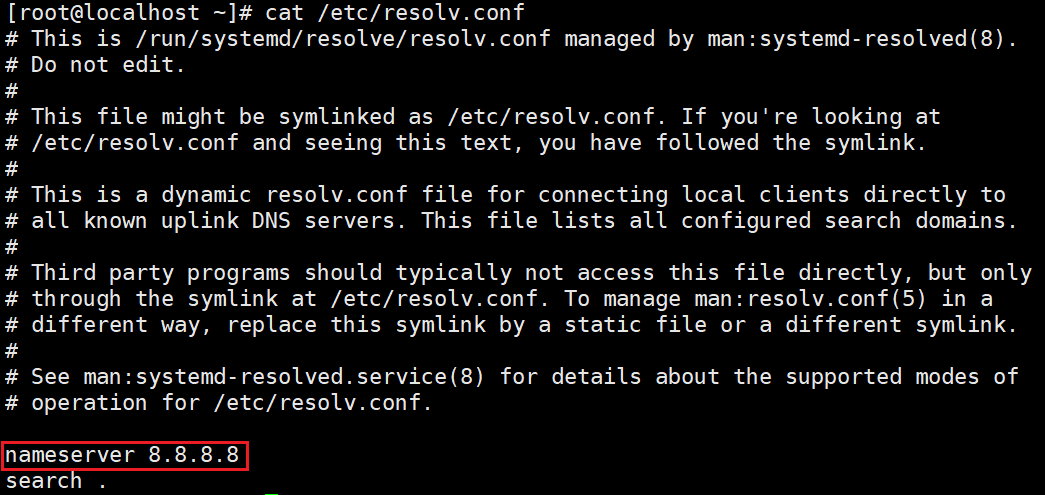 [root@localhost ~]# cat /etc/resolv.conf
# This is /run/systemd/resolve/resolv.conf managed by man:systemd-resolved(8).
# Do not edit.
#
# This file might be symlinked as /etc/resolv.conf. If you're looking at
# /etc/resolv.conf and seeing this text, you have followed the symlink.
#
# This is a dynamic resolv.conf file for connecting local clients directly to
# all known uplink DNS servers. This file lists all configured search domains.
#
# Third party programs should typically not access this file directly, but only
# through the symlink at /etc/resolv.conf. To manage man:resolv.conf(5) in a
# different way, replace this symlink by a static file or a different symlink.
#
# See man:systemd-resolved.service(8) for details about the supported modes of
# operation for /etc/resolv.conf.

nameserver 8.8.8.8
search .